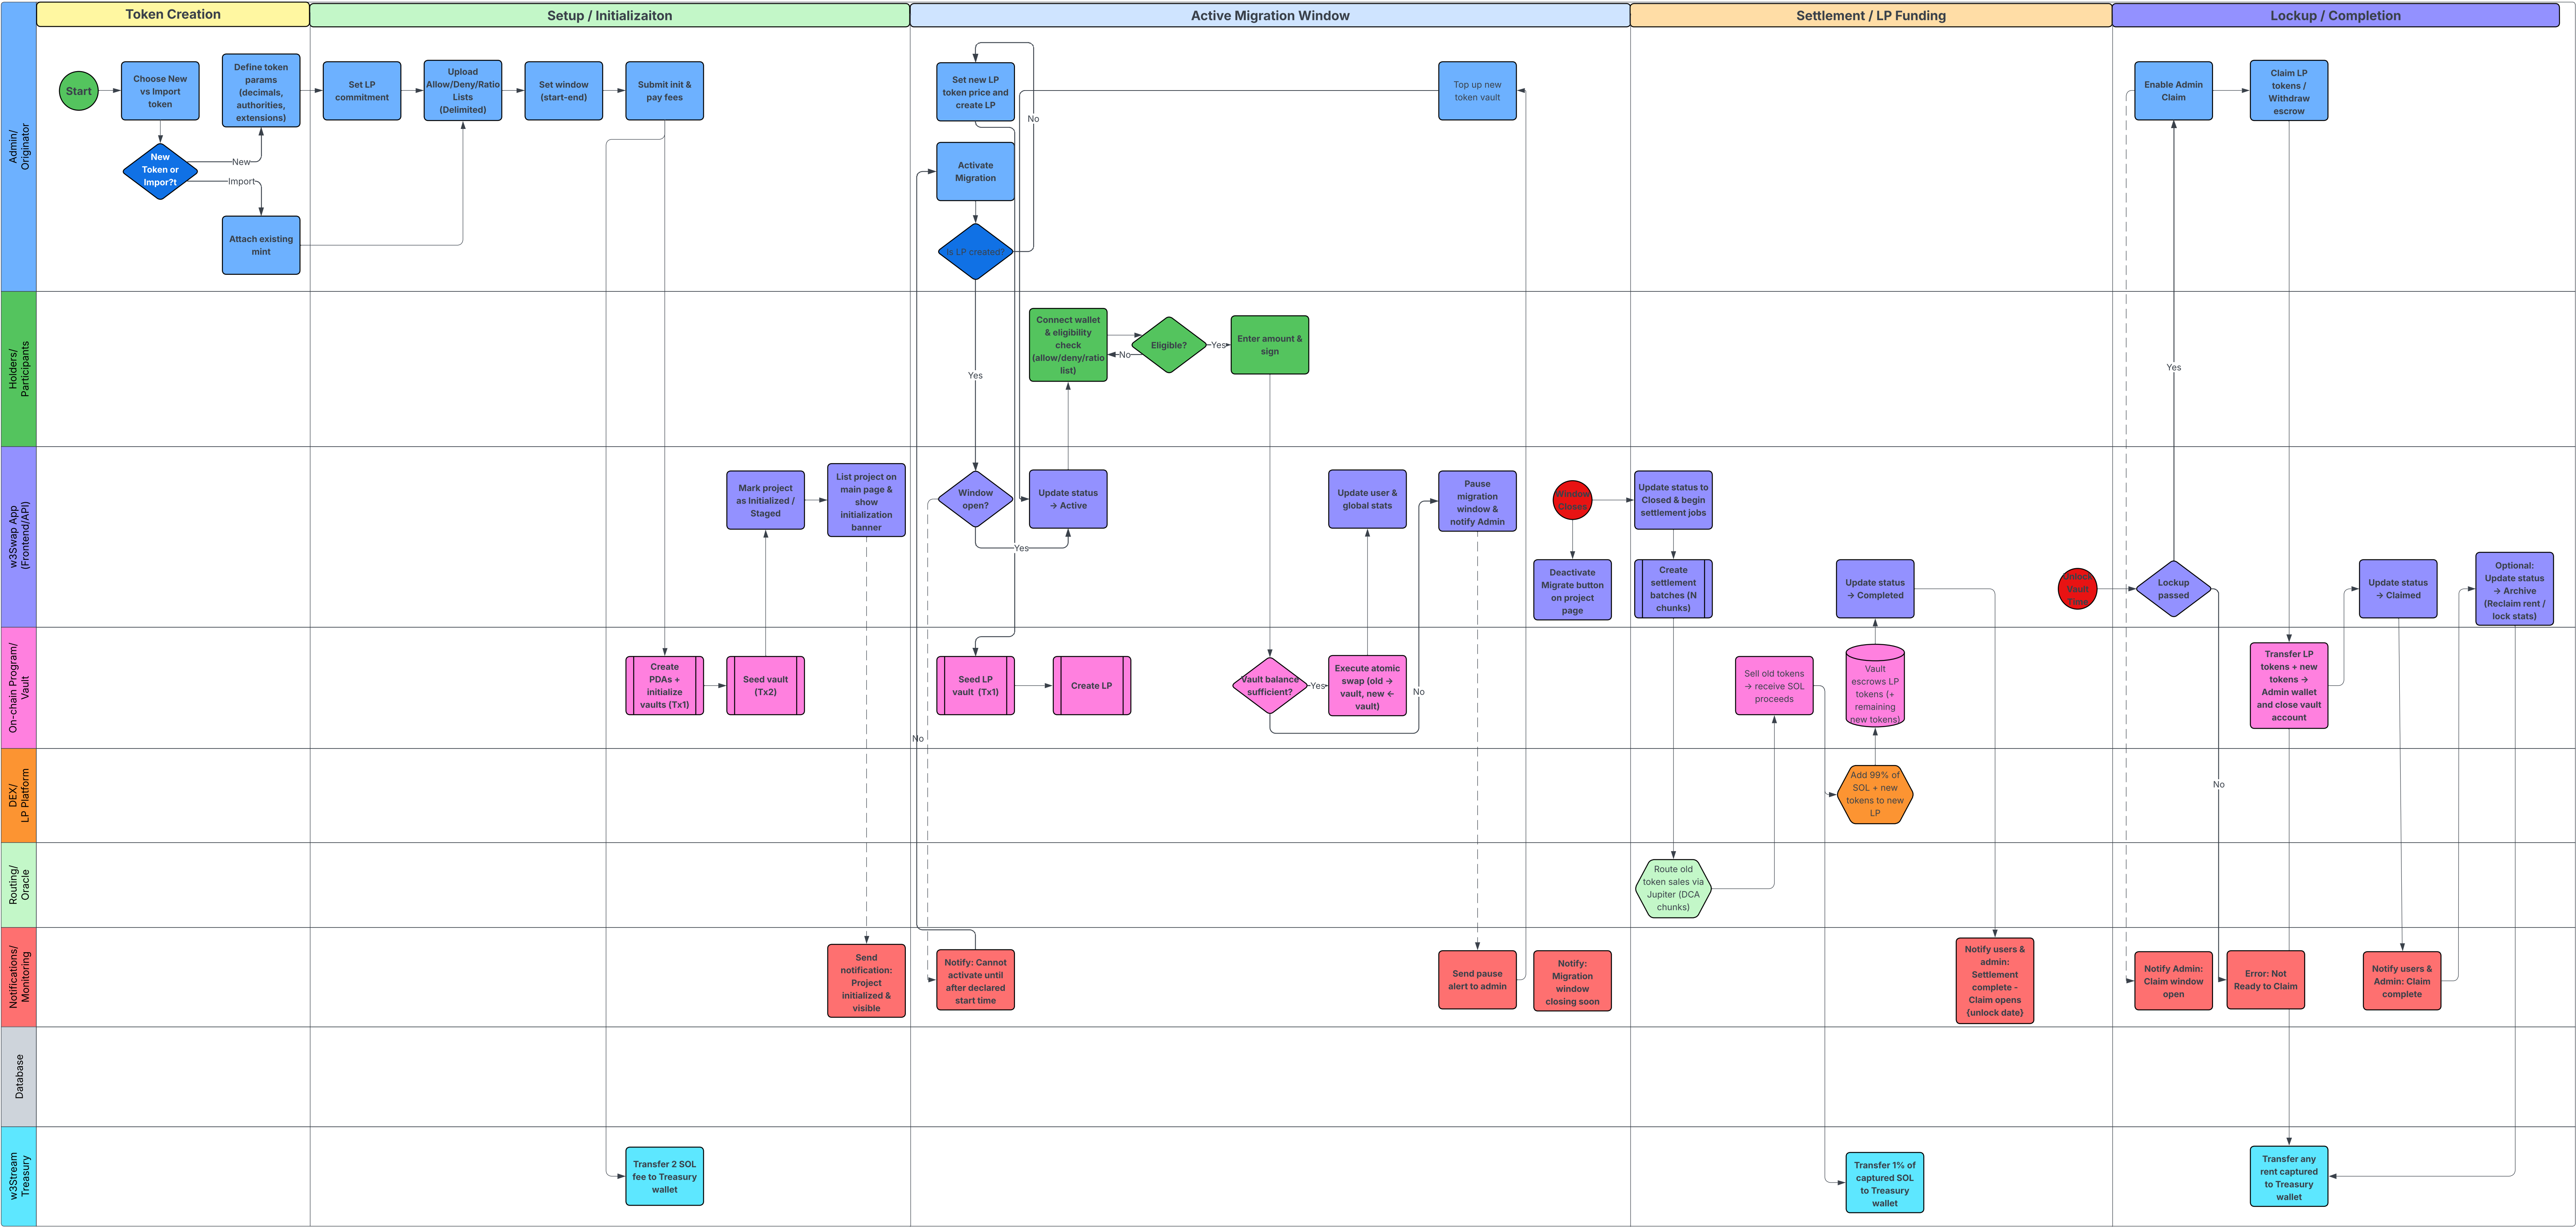 Token Creation
Setup / Initializaiton
Active Migration Window
Settlement / LP Funding
Lockup / Completion
Admin/
Originator
Start
Choose New
vs Import
token
Define token
params
(decimals,
authorities,
extensions)
New
Token or
Impor?t
New
Import
Attach existing
mint
Set LP
commitment
Upload
Allow/Deny/Ratio
Lists
(Delimited)
Set window
(start-end)
Submit init &
pay fees
Set new LP
token price and
create LP
No
Activate
Migration
Is LP created?
Top up new
token vault
Enable Admin
Claim
Claim LP
tokens /
Withdraw
escrow
Holders/
Participants
Yes
Connect wallet
& eligibility
check
(allow/deny/ratio
list)
Eligible?
No
Yes
Enter amount &
sign
Yes
w3Swap App
(Frontend/API)
Mark project
as Initialized /
Staged
List project on
main page &
show
initialization
banner
Window
open?
Yes
Update status
→ Active
Update user &
global stats
Pause
migration
window &
notify Admin
Window
Closes
Deactivate
Migrate button
on project
page
Update status to
Closed & begin
settlement jobs
Create
settlement
batches (N
chunks)
Update status
→ Completed
Unlock
Vault
Time
Lockup
passed
Update status
→ Claimed
Optional:
Update status
→ Archive
(Reclaim rent /
lock stats)
On-chain Program/
Vault
Create
PDAs +
initialize
vaults (Tx1)
Seed vault
(Tx2)
No
Seed LP
vault (Tx1)
Create LP
Vault balance
sufficient?
Yes
Execute atomic
swap (old →
vault, new ←
vault)
No
Sell old tokens
→ receive SOL
proceeds
Vault
escrows LP
tokens (+
remaining
new tokens)
Transfer LP
tokens + new
tokens →
Admin wallet
and close vault
account
DEX/
LP Platform
Add 99% of
SOL + new
tokens to new
LP
No
Routing/
Oracle
Route old
token sales via
Jupiter (DCA
chunks)
Notifications/
Monitoring
Send
notification:
Project
initialized &
visible
Notify: Cannot
activate until
after declared
start time
Send pause
alert to admin
Notify:
Migration
window
closing soon
Notify users &
admin:
Settlement
complete -
Claim opens
{unlock date}
Notify Admin:
Claim window
open
Error: Not
Ready to Claim
Notify users &
Admin: Claim
complete
Database
w3Stream
Treasury
Transfer 2 SOL
fee to Treasury
wallet
Transfer 1% of
captured SOL
to Treasury
wallet
Transfer any
rent captured
to Treasury
wallet